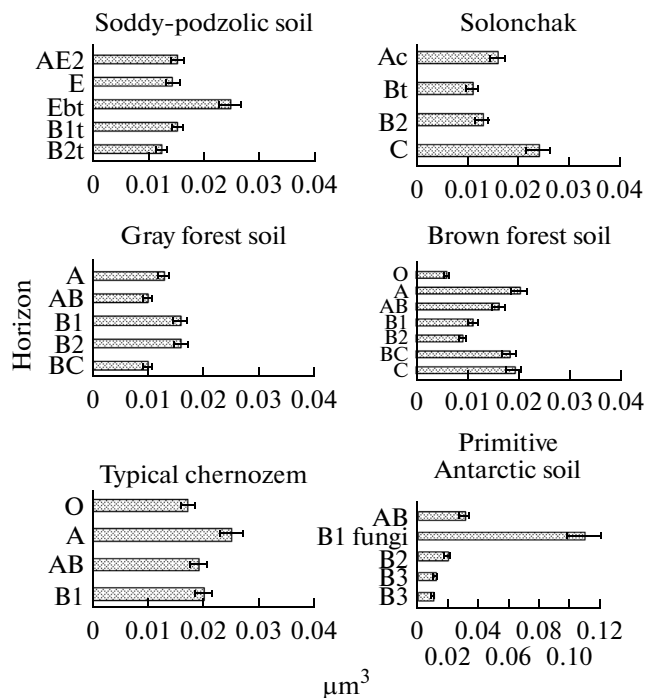 Soddy-podzolic soil
AE2
E
Ebt
B1t
B2t
0 0.01 0.02 0.03 0.04
Solonchak
Ac
Bt
B2
C
0 0.01 0.02 0.03 0.04
Horizon
Gray forest soil
A
AB
B1
B2
BC
0 0.01 0.02 0.03 0.04
Brown forest soil
O
A
AB
B1
B2
BC
C
0 0.01 0.02 0.03 0.04
Typical chernozem
O
A
AB
B1
0 0.01 0.02 0.03 0.04
Primitive
Antarctic soil
AB
B1 fungi
B2
B3
B3
0 0.04 0.08 0.12
0.02 0.06 0.10
μm³